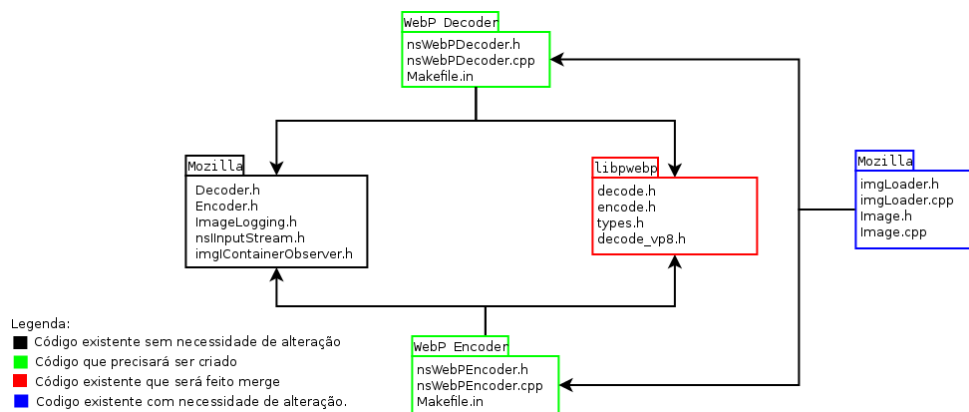 WebP Decoder
nsWebPDecoder.h
nsWebPDecoder.cpp
Makefile.in
Mozilla
Decoder.h
Encoder.h
ImageLogging.h
nsIInputStream.h
imgIContainerObserver.h
libpwebp
decode.h
encode.h
types.h
decode_vp8.h
Mozilla
imgLoader.h
imgLoader.cpp
Image.h
Image.cpp
WebP Encoder
nsWebPEncoder.h
nsWebPEncoder.cpp
Makefile.in
Legenda:
Código existente sem necessidade de alteração
Código que precisará ser criado
Código existente que será feito merge
Codigo existente com necessidade de alteração.